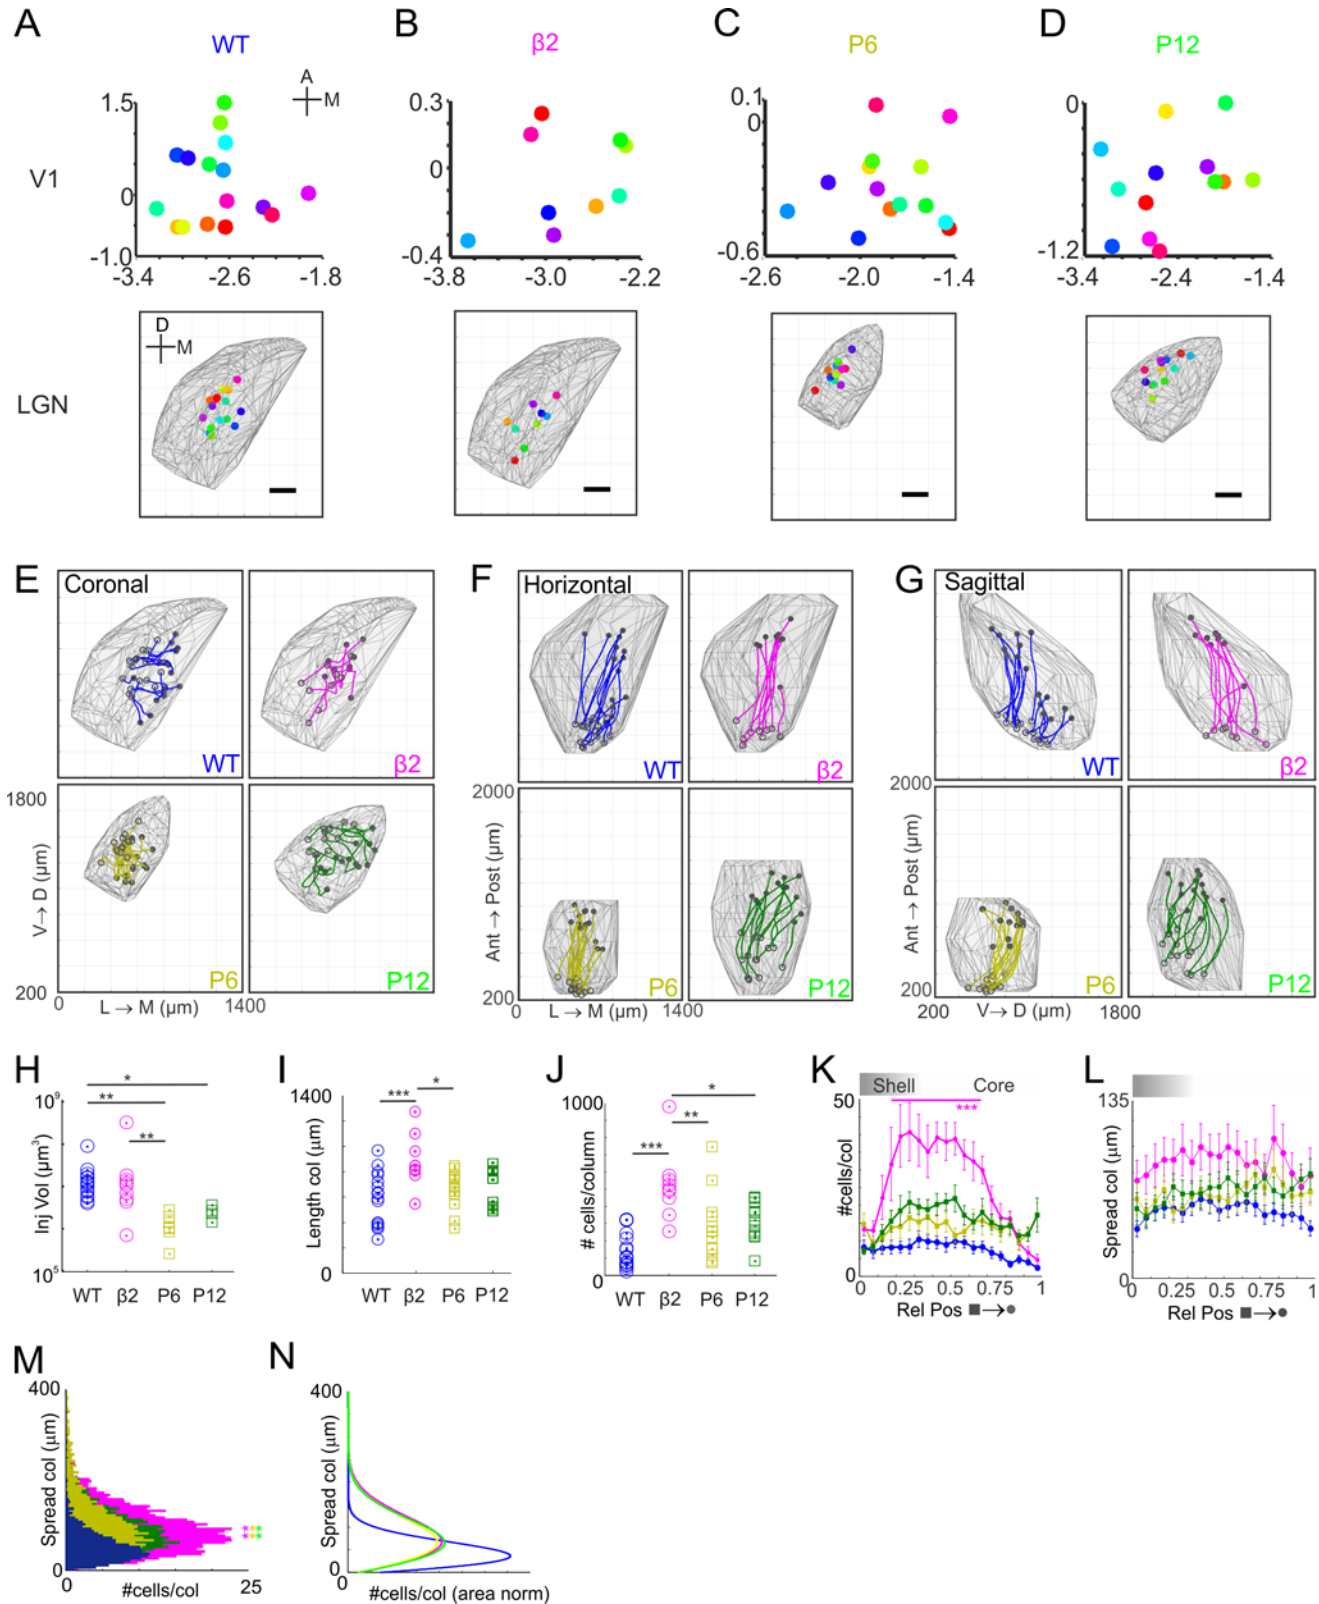 A
B
C
D
WT
β2
P6
P12
A
M
1.5
0
-1.0
-3.4
-2.6
-1.8
0.3
0
-0.4
-3.8
-3.0
-2.2
0.1
0
-0.6
-2.6
-2.0
-1.4
0
-1.2
-3.4
-2.4
-1.4
V1
D
M
LGN
E
Coronal
WT
β2
1800
V→ D (µm)
200
P6
P12
0
L → M (µm)
1400
F
Horizontal
WT
β2
2000
Ant → Post (µm)
200
P6
P12
0
L → M (µm)
1400
G
Sagittal
WT
β2
2000
Ant → Post (µm)
200
P6
P12
200
V→ D (µm)
1800
H
*
**
**
10⁹
Inj Vol (µm³)
10⁵
WT β2 P6 P12
I
1400
*** *
Length col (µm)
0
WT β2 P6 P12
J
1000
*
**
***
# cells/column
0
WT β2 P6 P12
K
Shell Core
50
***
#cells/col
0
0 0.25 0.75 1
Rel Pos ■→●
L
135
Spread col (µm)
0
0 0.25 0.75 1
Rel Pos ■→●
M
400
Spread col (µm)
***
***
0
0 25
#cells/col
N
400
Spread col (µm)
0
0
#cells/col (area norm)